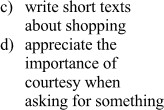 c) write short texts
about shopping
d) appreciate the
importance of
courtesy when
asking for something